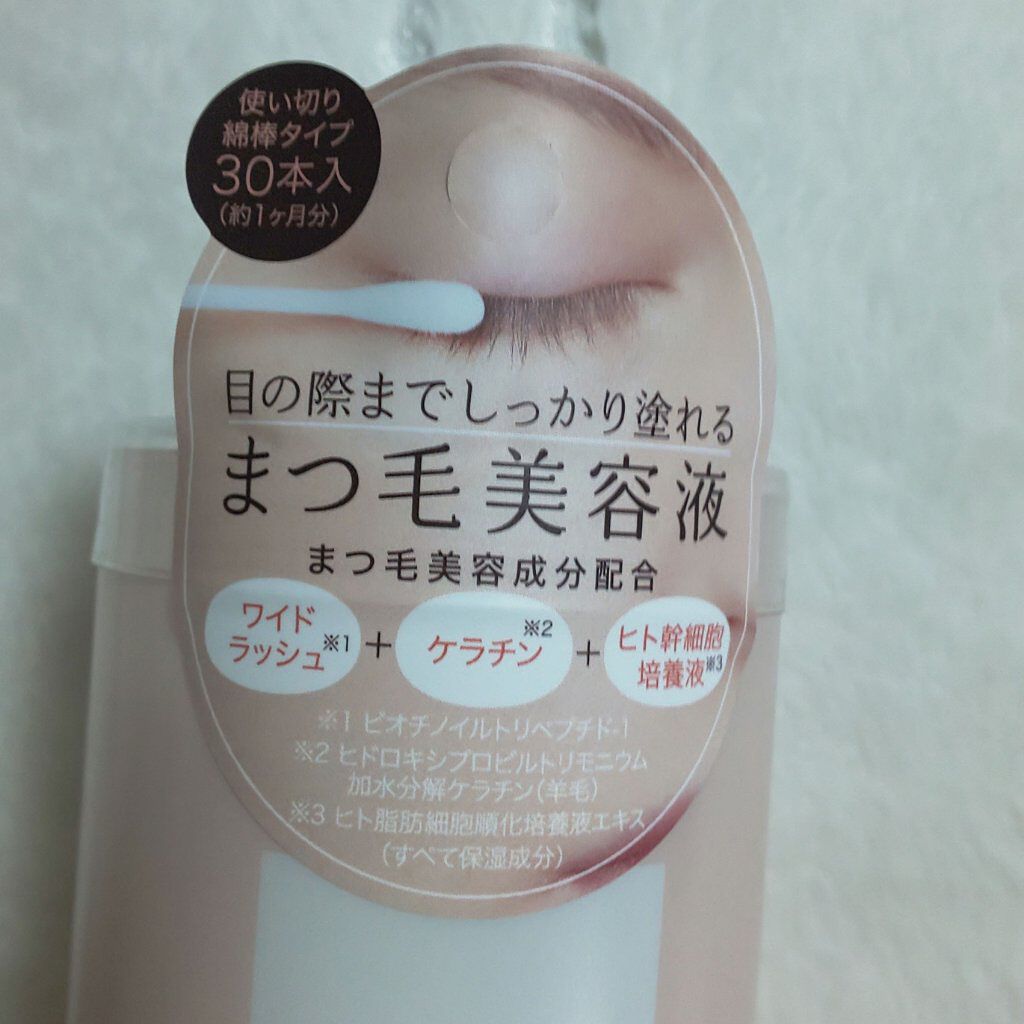 使い切り
綿棒タイプ
30本入
(約1ヶ月分)
目の際までしっかり塗れる
まつ毛美容液
まつ毛美容成分配合
ワイド
ラッシュ※1
+
ケラチン※2
+
ヒト幹細胞
培養液※3
※1 ビオチノイルトリペプチド-1
※2 ヒドロキシプロピルトリモニウム
加水分解ケラチン(羊毛)
※3 ヒト脂肪細胞順化培養液エキス
(すべて保湿成分)